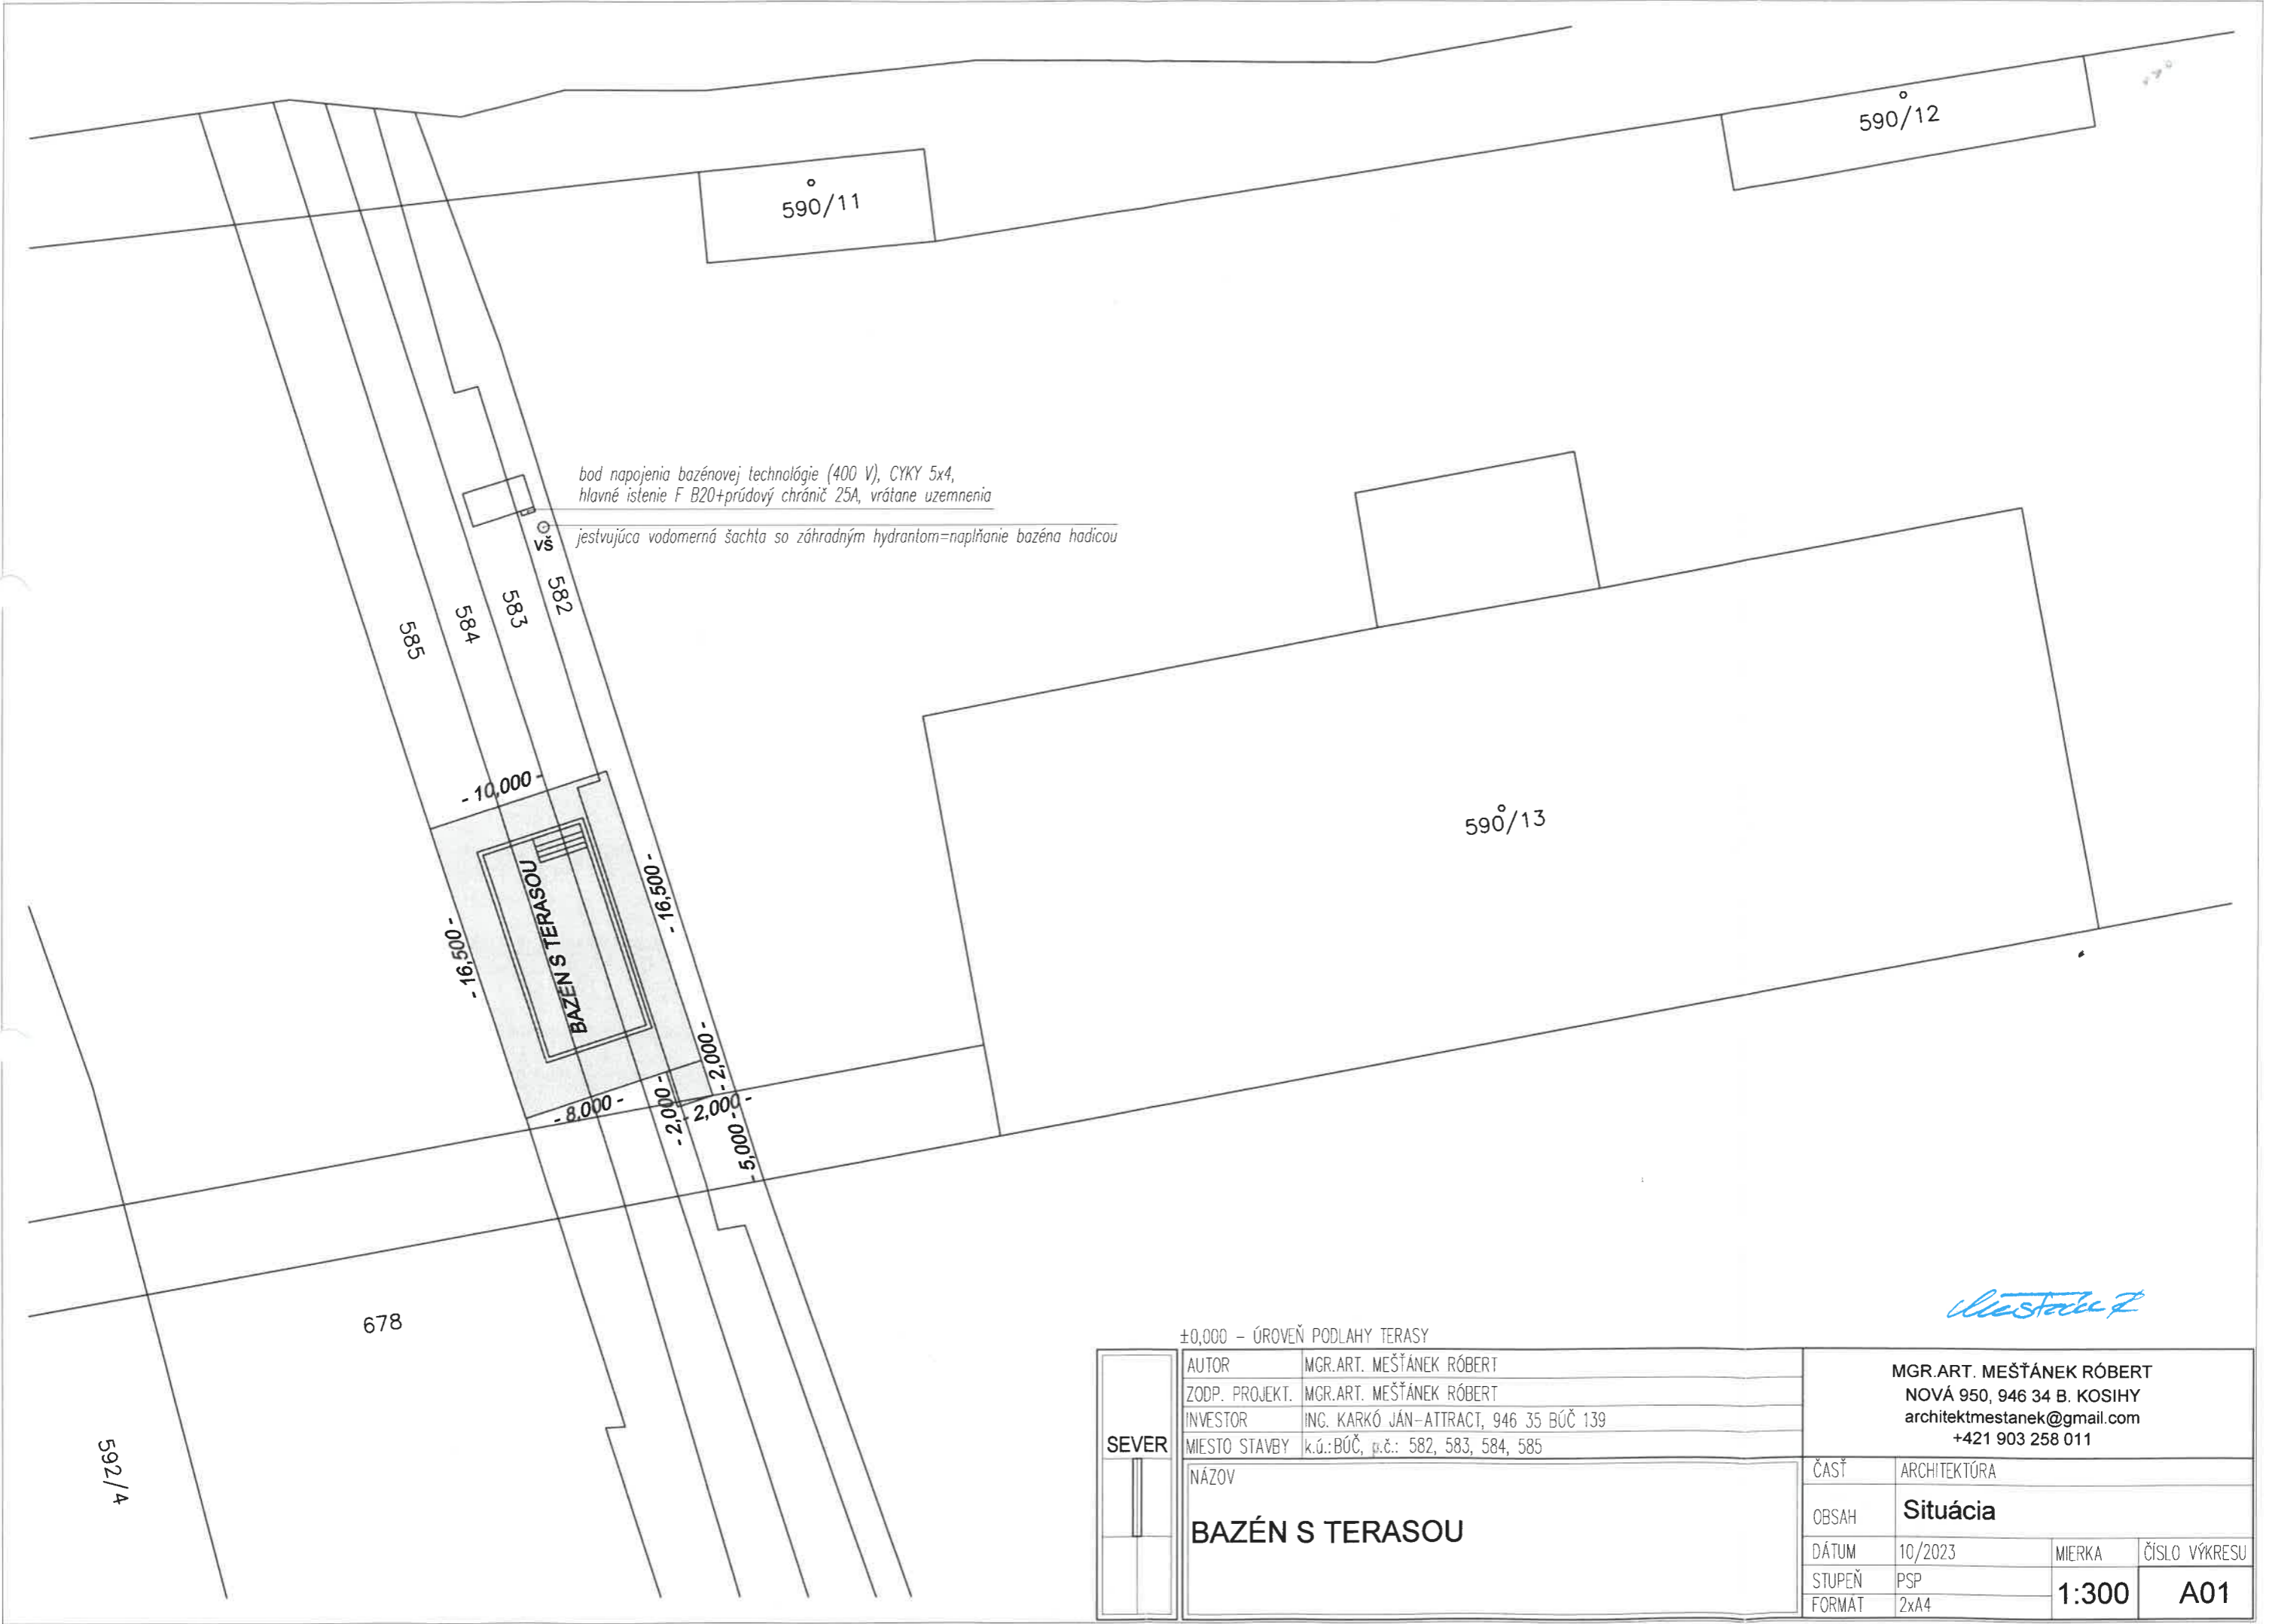 590/12
590/11
bod napojenia bazénovej technológie (400 V), CYKY 5x4,
hlavné istenie F B20+prúdový chránič 25A, vrátane uzemnenia
jestvujúca vodomerná šachta so záhradným hydrantom=naplňanie bazéna hadicou
VŠ
582
583
584
585
- 10,000 -
590/13
- 16,500 -
- 16,500 -
BAZÉN S TERASOU
- 2,000 -
- 8,000 -
- 2,000 -
- 2,000 -
- 5,000 -
678
592/4
±0,000 – ÚROVEŇ PODLAHY TERASY
SEVER
AUTOR MGR.ART. MEŠŤÁNEK RÓBERT
ZODP. PROJEKT. MGR.ART. MEŠŤÁNEK RÓBERT
INVESTOR ING. KARKÓ JÁN-ATTRACT, 946 35 BÚČ 139
MIESTO STAVBY k.ú.:BÚČ, p.č.: 582, 583, 584, 585
NÁZOV
BAZÉN S TERASOU
MGR.ART. MEŠŤÁNEK RÓBERT
NOVÁ 950, 946 34 B. KOSIHY
architektmestanek@gmail.com
+421 903 258 011
ČASŤ ARCHITEKTÚRA
OBSAH Situácia
DÁTUM 10/2023
MIERKA
ČÍSLO VÝKRESU
STUPEŇ PSP
1:300
A01
FORMÁT 2xA4